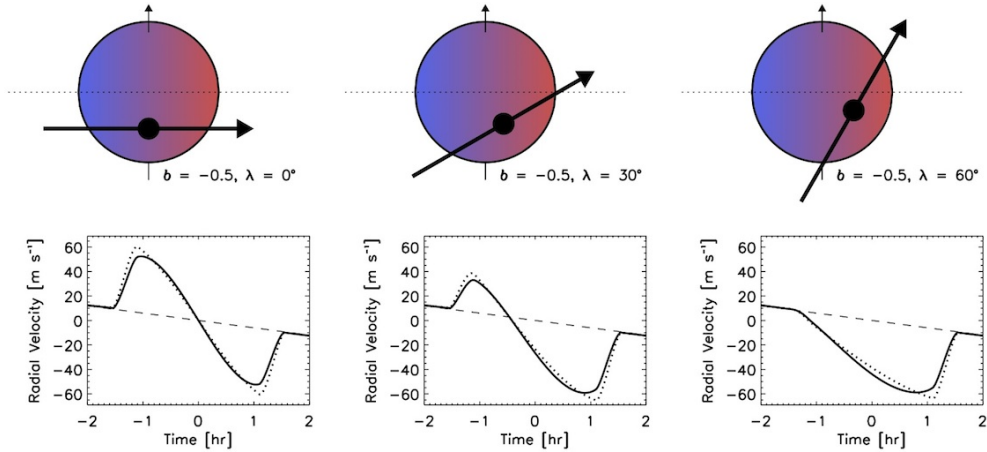 b = −0.5, λ = 0°
b = −0.5, λ = 30°
b = −0.5, λ = 60°
Radial Velocity [m s⁻¹]
60
40
20
0
−20
−40
−60
−2 −1 0 1 2
Time [hr]
Radial Velocity [m s⁻¹]
60
40
20
0
−20
−40
−60
−2 −1 0 1 2
Time [hr]
Radial Velocity [m s⁻¹]
60
40
20
0
−20
−40
−60
−2 −1 0 1 2
Time [hr]